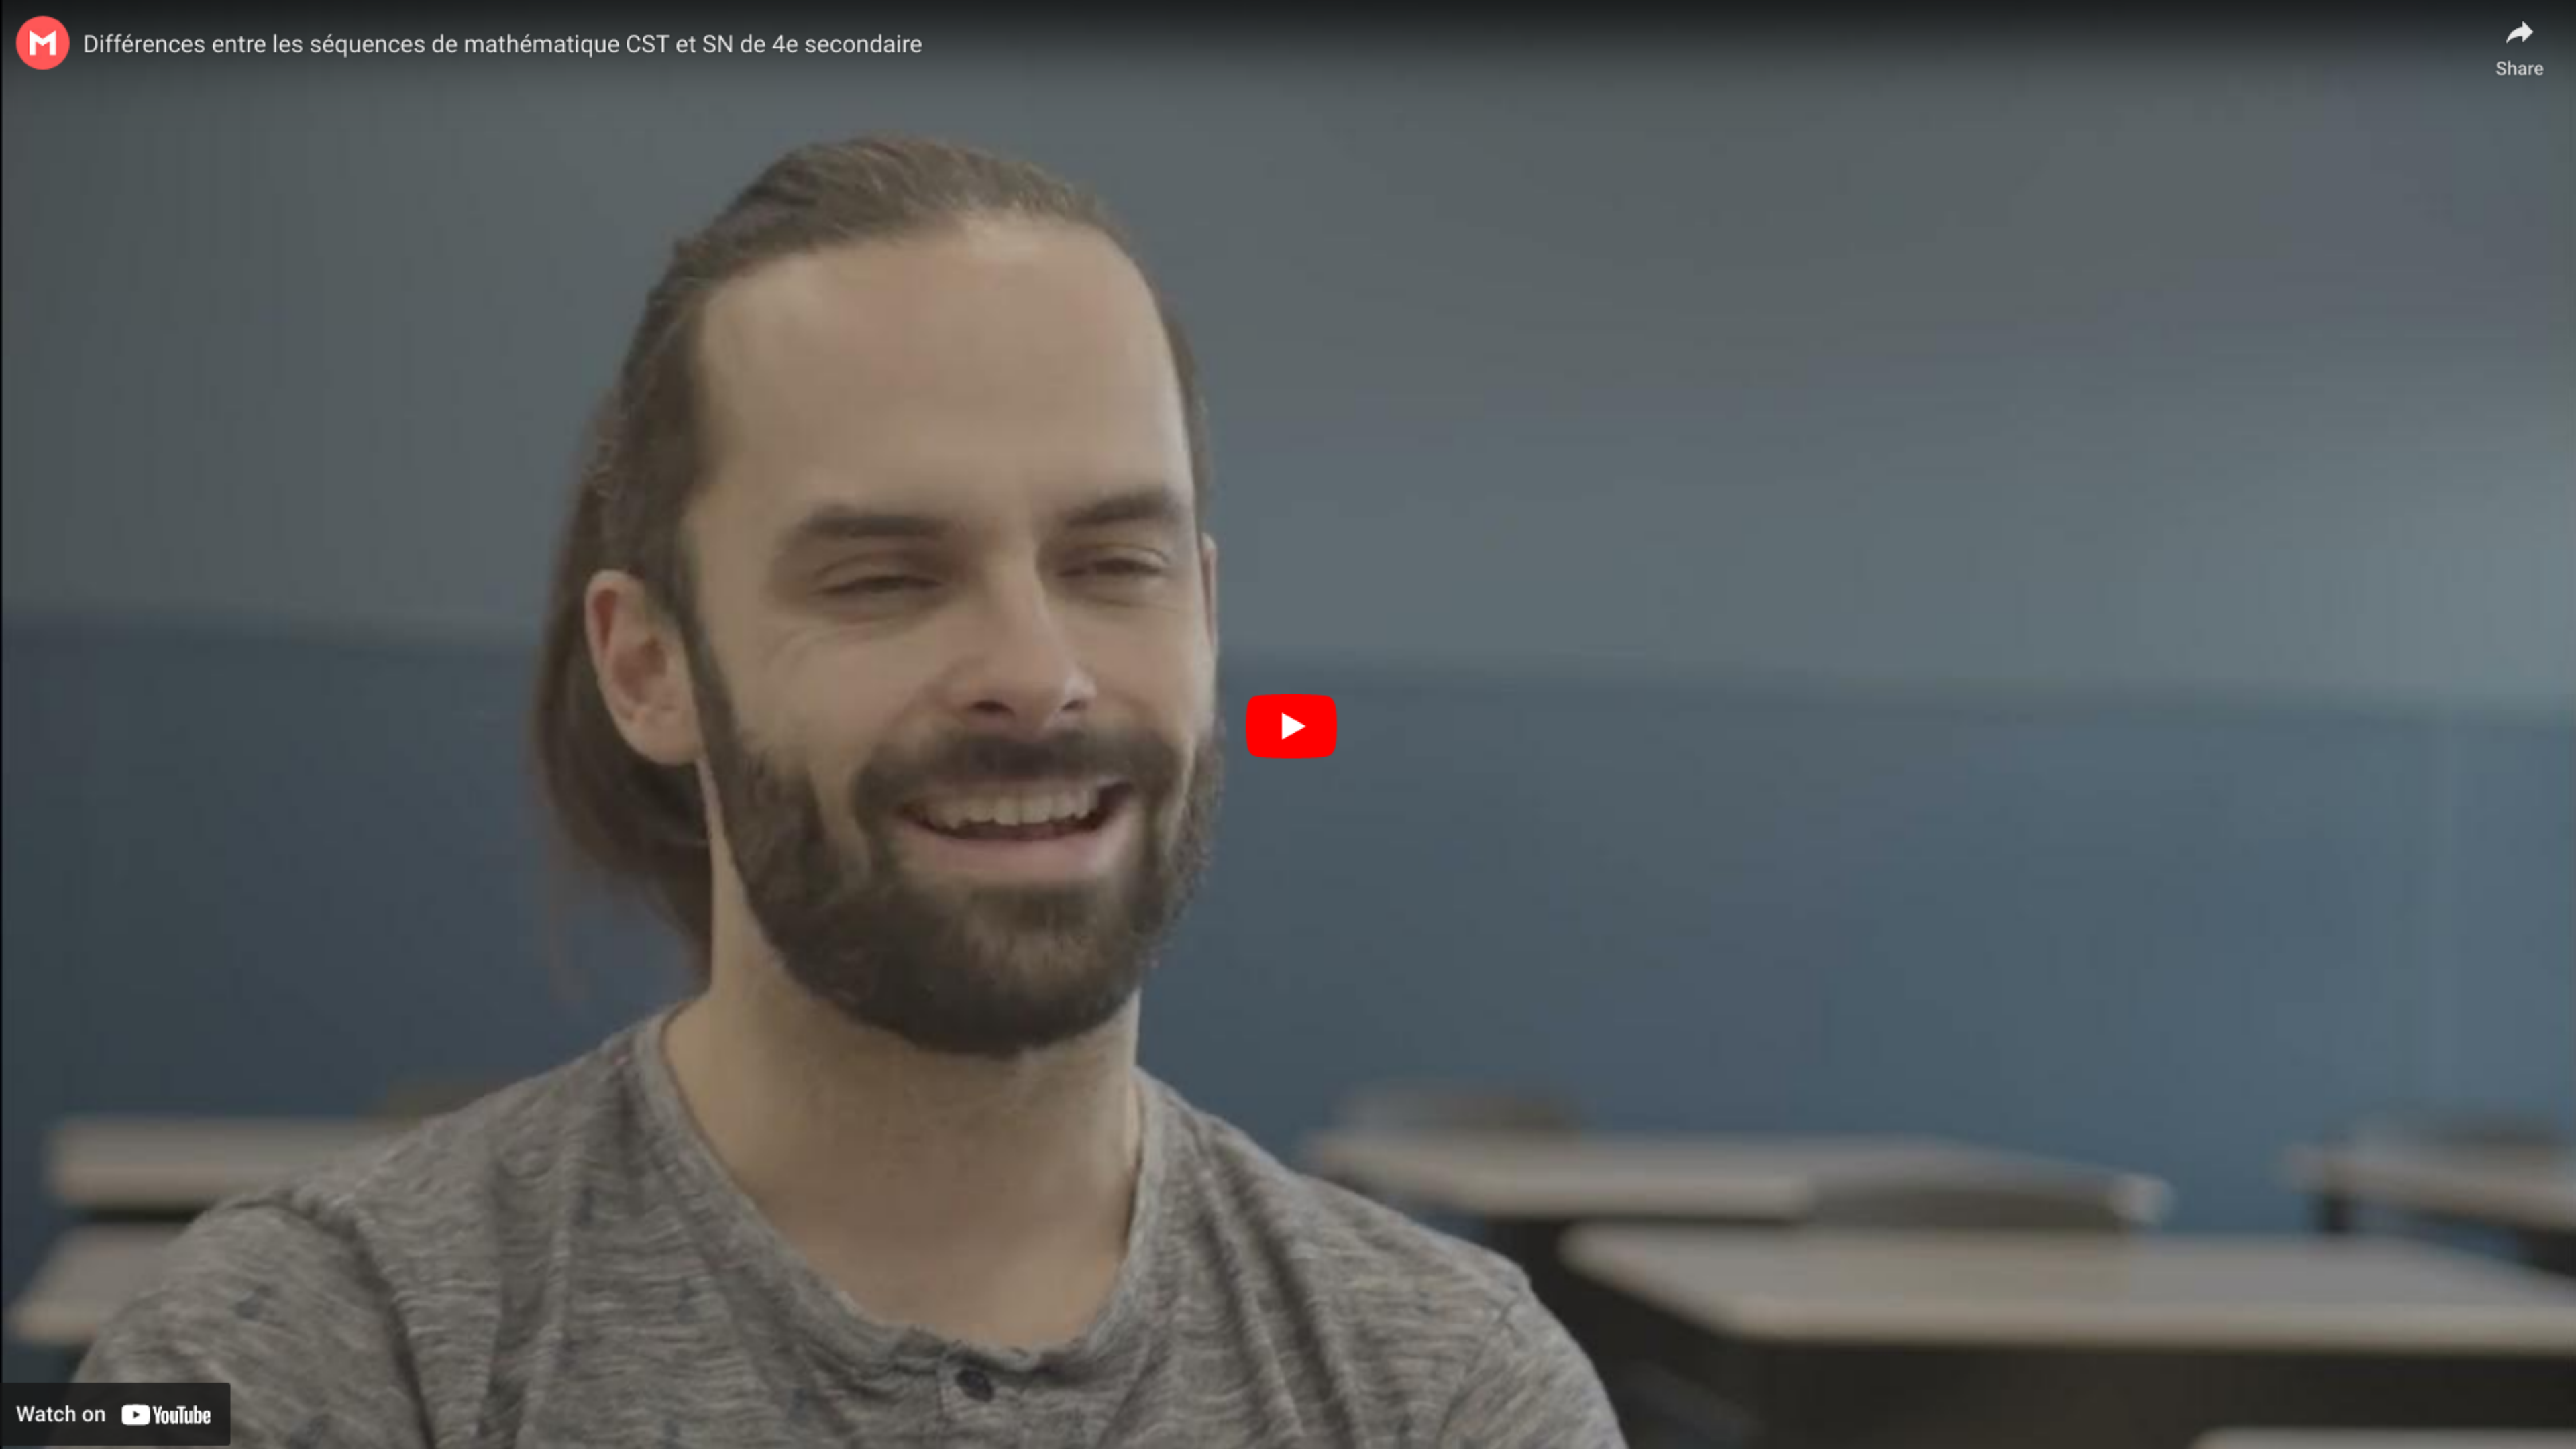 M Différences entre les séquences de mathématique CST et SN de 4e secondaire
Share
Watch on YouTube